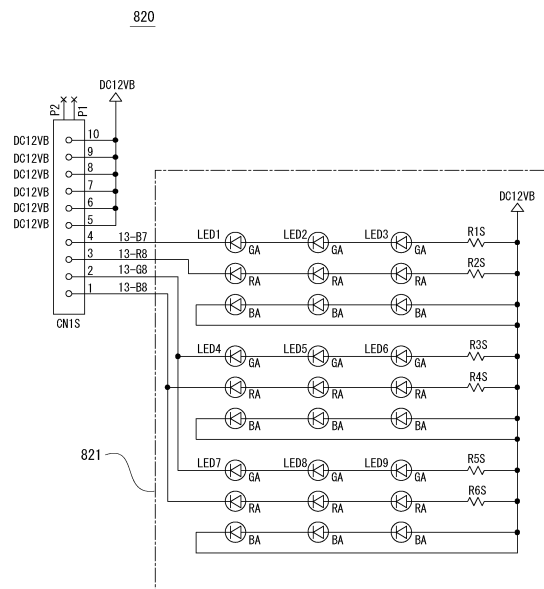 820
DC12VB
P2 P1
DC12VB 10
DC12VB 9
DC12VB 8
DC12VB 7
DC12VB 6
DC12VB 5
4 13-B7
3 13-R8
2 13-G8
1 13-B8
CN1S
DC12VB
LED1 GA LED2 GA LED3 GA R1S
RA RA RA R2S
BA BA BA
LED4 GA LED5 GA LED6 GA R3S
RA RA RA R4S
BA BA BA
821
LED7 GA LED8 GA LED9 GA R5S
RA RA RA R6S
BA BA BA